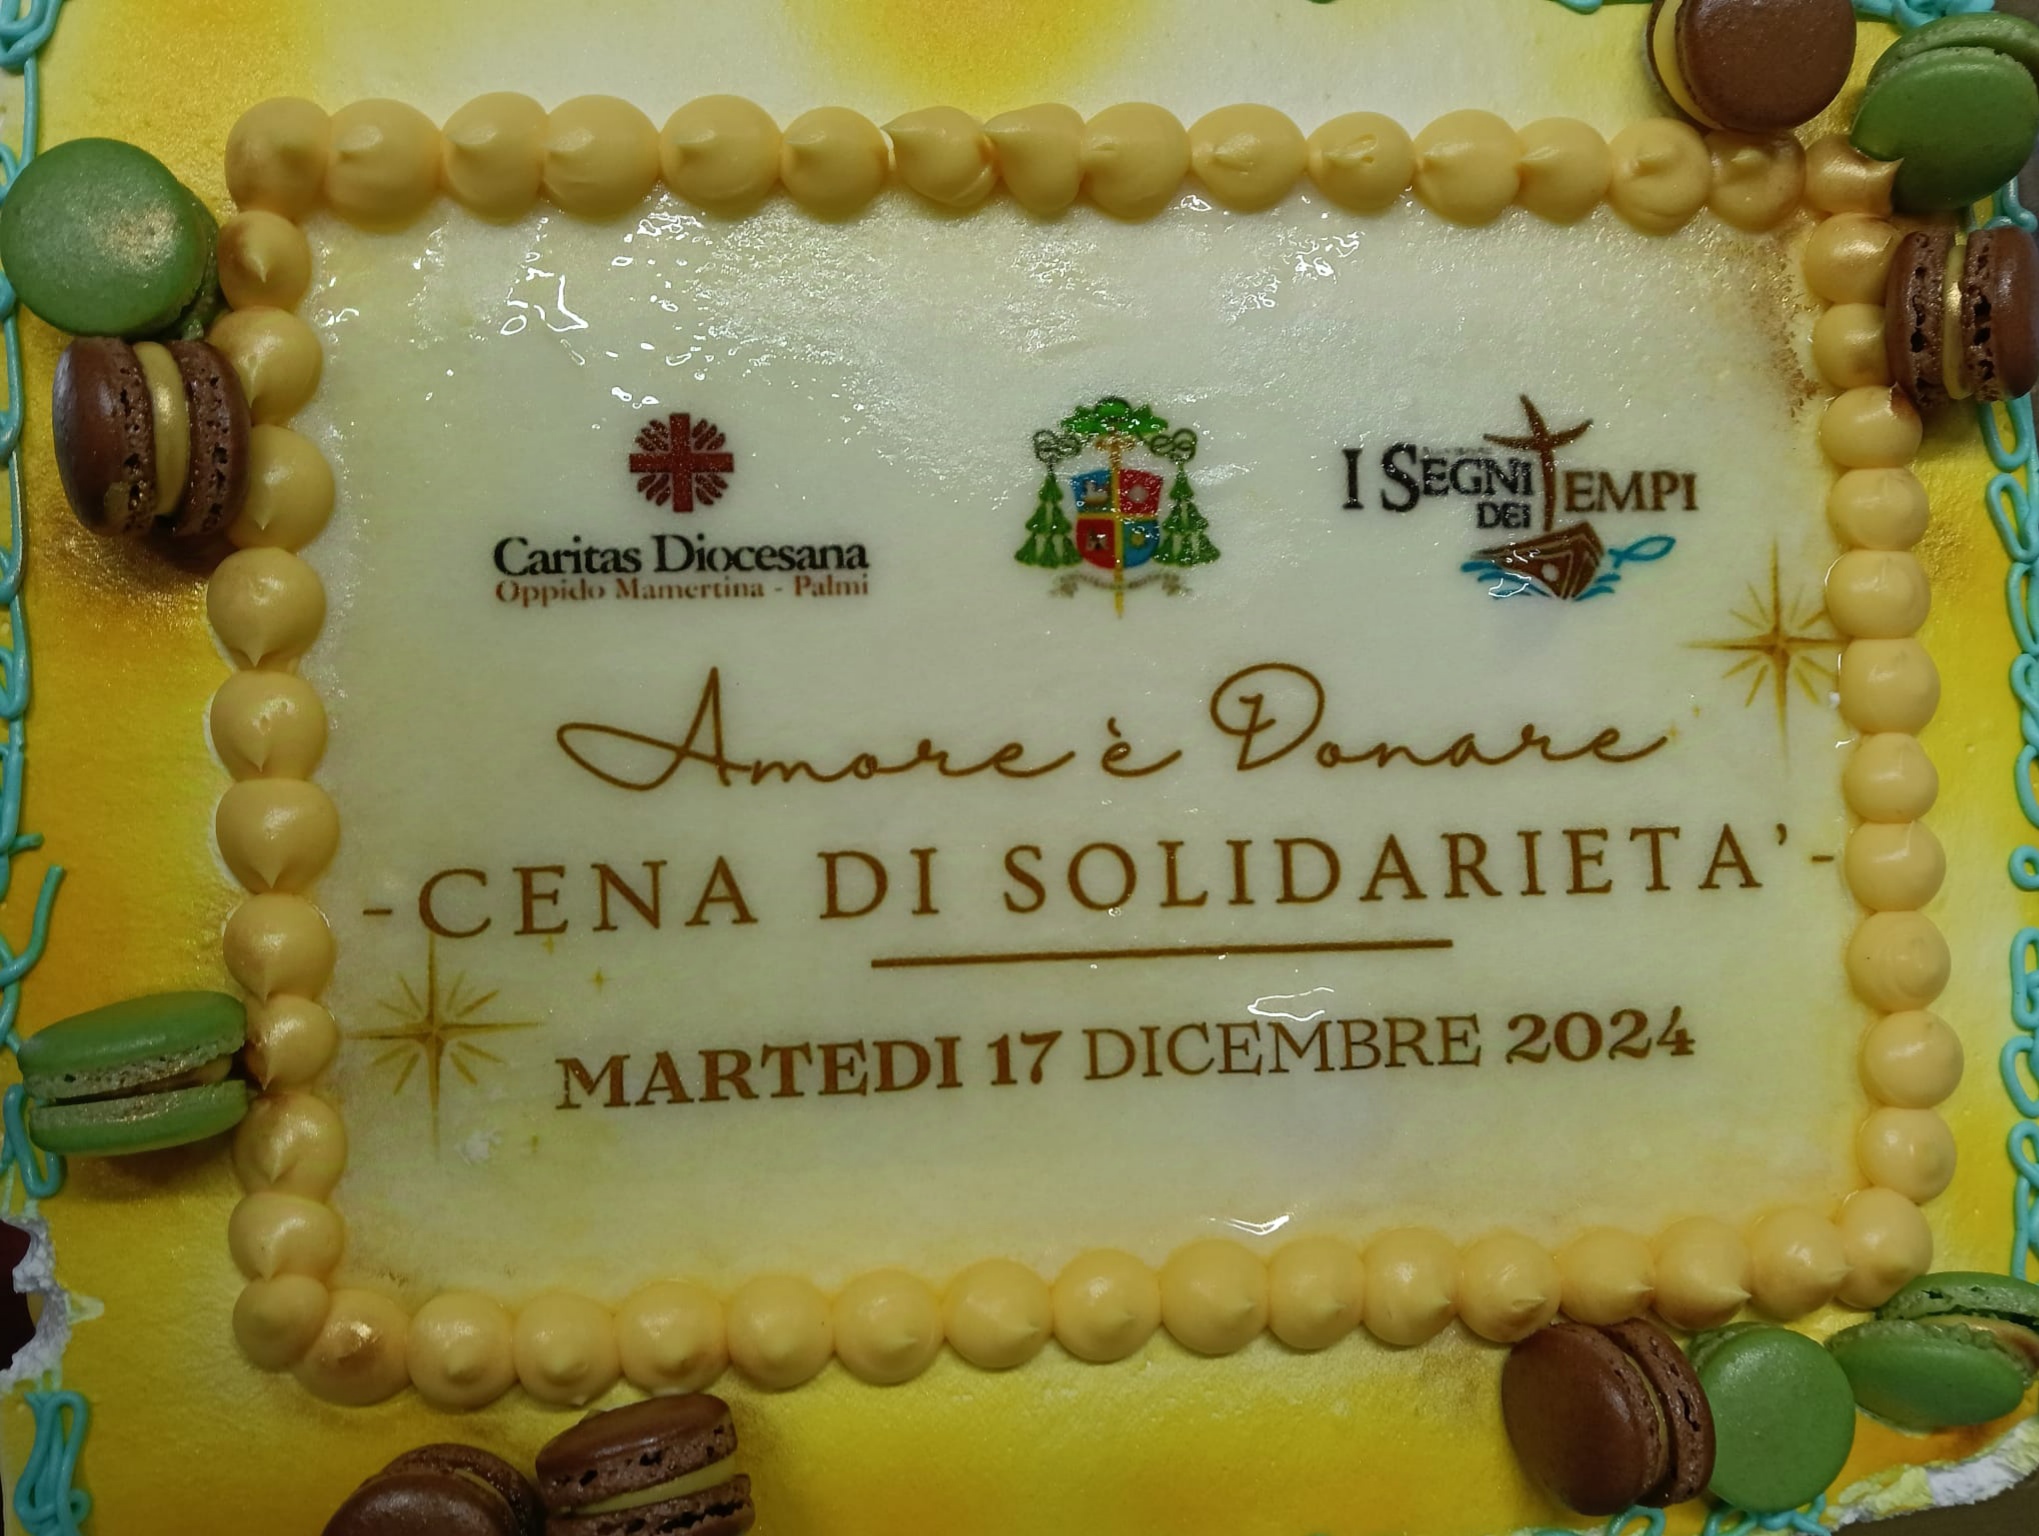 Caritas Diocesana
Oppido Mamertina - Palmi
I SEGNI
DEI TEMPI
Amore è Donare
-CENA DI SOLIDARIETA'-
MARTEDI 17 DICEMBRE 2024